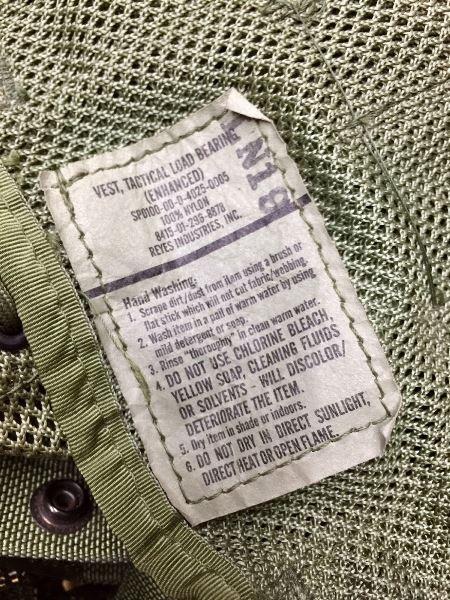 VEST, TACTICAL LOAD BEARING
(ENHANCED)
SPO100-00-D-4025-0005
100% NYLON
8415-01-296-8878
REYES INDUSTRIES, INC.
Hand Washing:
1. Scrape dirt/dust from item using a brush or
flat stick which will not cut fabric/webbing.
2. Wash item in a pail of warm water by using
mild detergent or soap.
3. Rinse "thoroughly" in clean warm water.
4. DO NOT USE CHLORINE BLEACH,
YELLOW SOAP, CLEANING FLUIDS
OR SOLVENTS - WILL DISCOLOR/
DETERIORATE THE ITEM.
5. Dry item in shade or indoors.
6. DO NOT DRY IN DIRECT SUNLIGHT,
DIRECT HEAT OR OPEN FLAME.